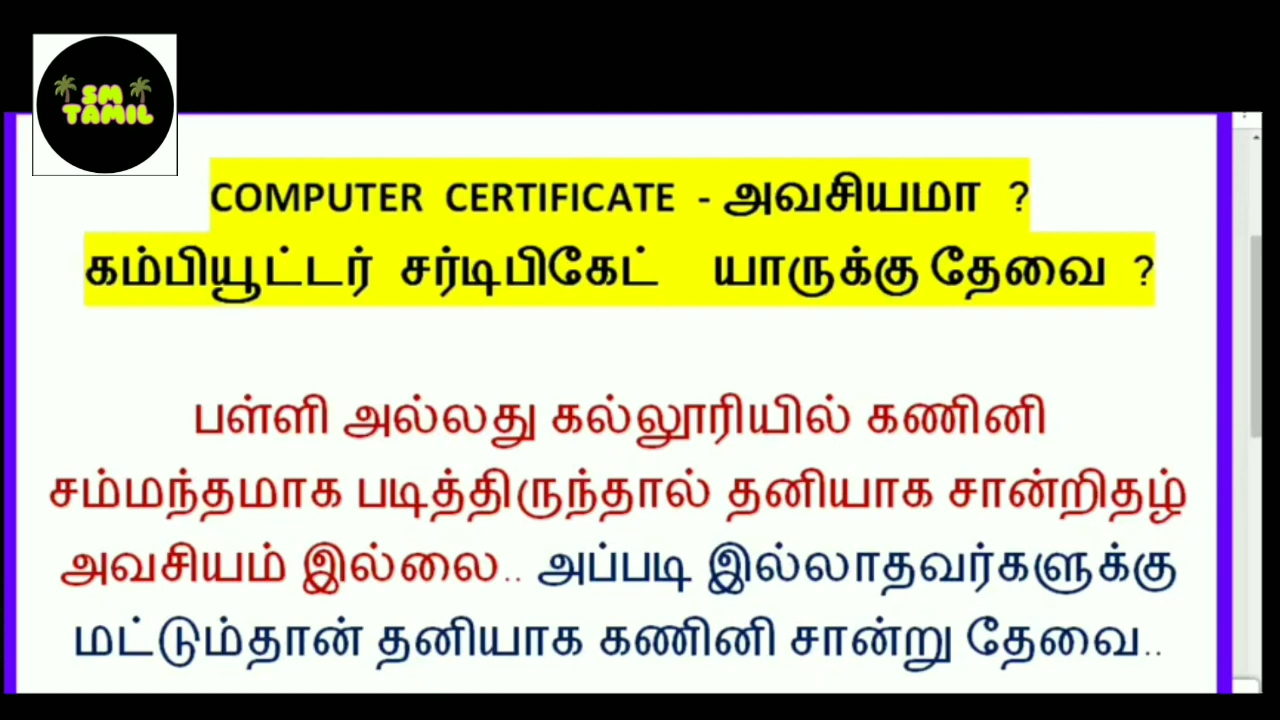 SM
TAMIL
COMPUTER CERTIFICATE - அவசியமா ?
கம்பியூட்டர் சர்டிபிகேட் யாருக்கு தேவை ?
பள்ளி அல்லது கல்லூரியில் கணினி
சம்மந்தமாக படித்திருந்தால் தனியாக சான்றிதழ்
அவசியம் இல்லை.. அப்படி இல்லாதவர்களுக்கு
மட்டும்தான் தனியாக கணினி சான்று தேவை..